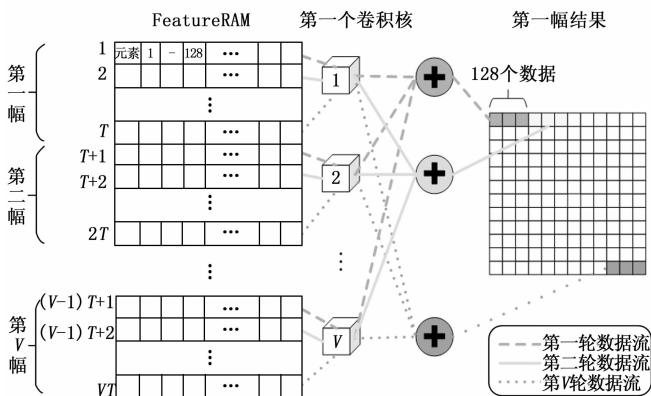 FeatureRAM
第一个卷积核
第一幅结果
第一幅
1
元素 1 - 128 ...
2
...
T
...
1
128个数据
第二幅
T+1
...
T+2
...
2T
...
2
第V幅
(V-1)T+1
...
(V-1)T+2
...
VT
...
V
第一轮数据流
第二轮数据流
第V轮数据流